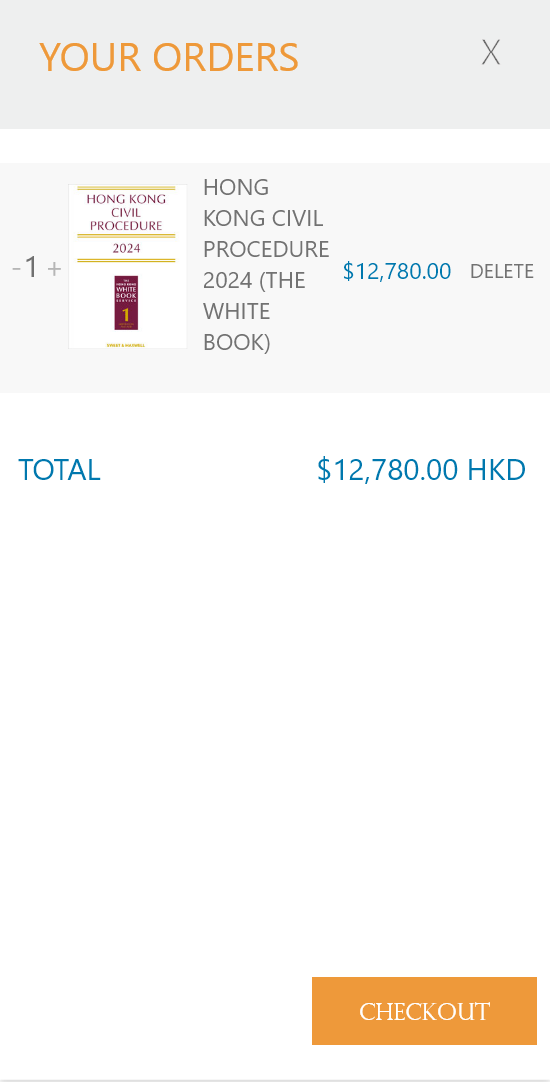 YOUR ORDERS
X
- 1 +
HONG KONG
CIVIL
PROCEDURE
2024
THE
HONG KONG
WHITE
BOOK
SERVICE
1
SWEET & MAXWELL
HONG
KONG CIVIL
PROCEDURE
2024 (THE
WHITE
BOOK)
$12,780.00
DELETE
TOTAL
$12,780.00 HKD
CHECKOUT